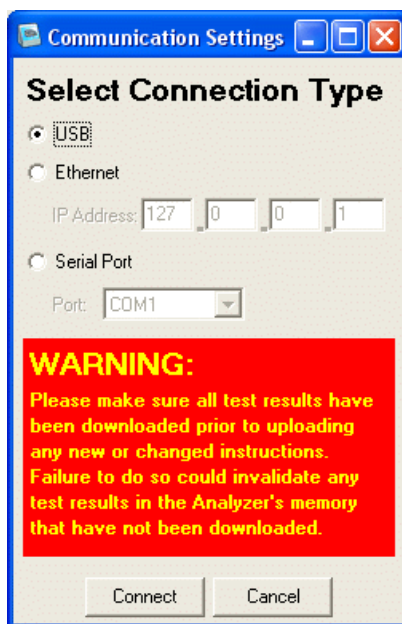 Communication Settings
Select Connection Type
USB
Ethernet
IP Address: 127 . 0 . 0 . 1
Serial Port
Port: COM1
WARNING:
Please make sure all test results have
been downloaded prior to uploading
any new or changed instructions.
Failure to do so could invalidate any
test results in the Analyzer's memory
that have not been downloaded.
Connect Cancel